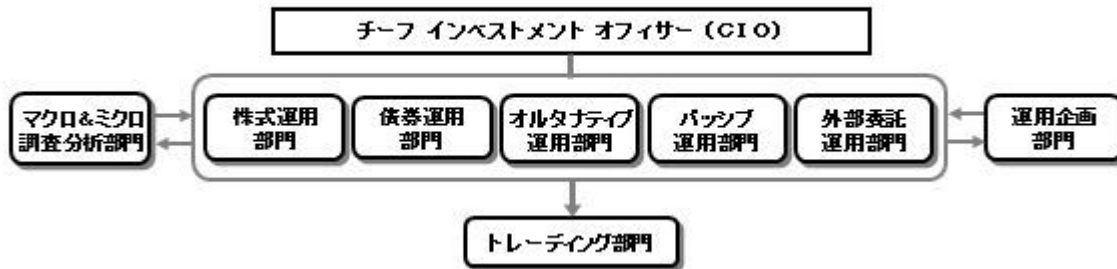 チーフ インベストメント オフィサー (CIO)
マクロ&ミクロ
調査分析部門
株式運用
部門
債券運用
部門
オルタナティブ
運用部門
パッシブ
運用部門
外部委託
運用部門
運用企画
部門
トレーディング部門